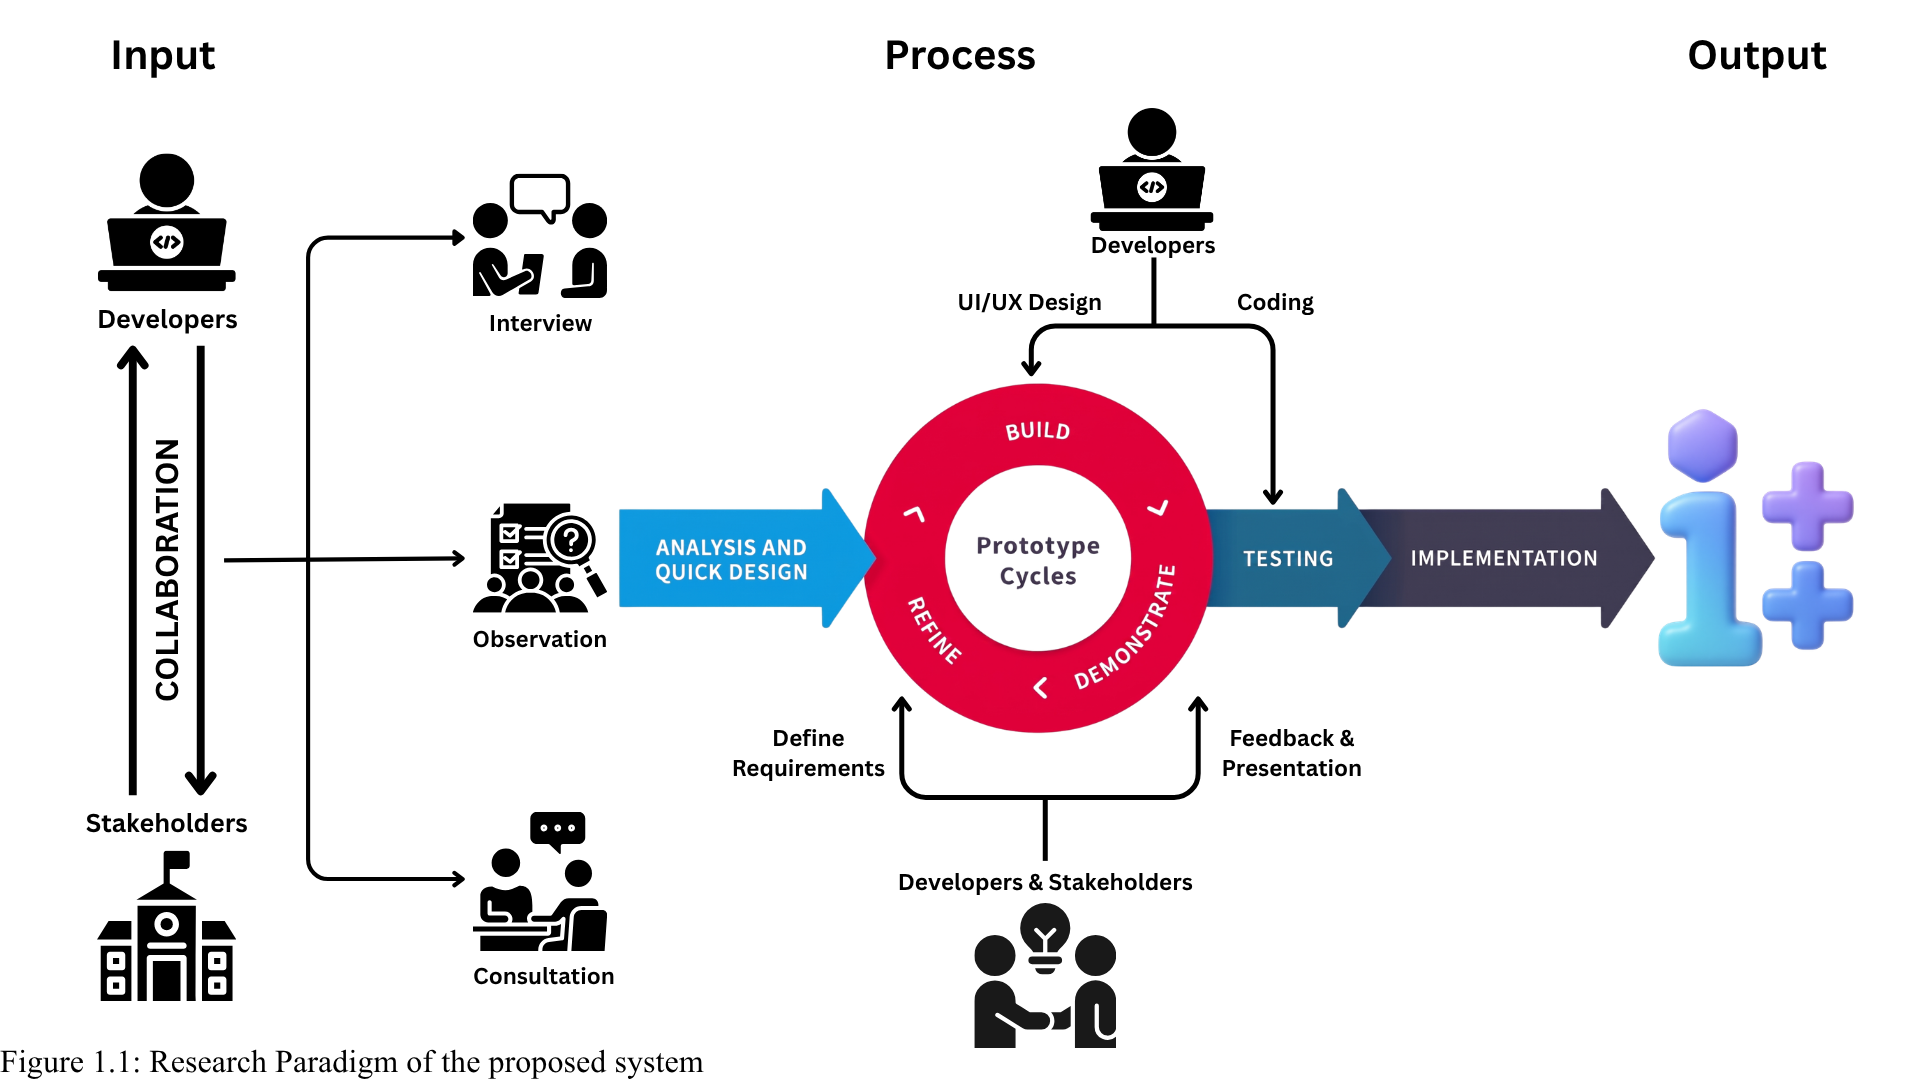 Input
Process
Output
Developers
COLLABORATION
Stakeholders
Interview
?
Observation
Consultation
ANALYSIS AND
QUICK DESIGN
</>
Developers
UI/UX Design
Coding
</>
BUILD
DEMONSTRATE
REFINE
Prototype
Cycles
TESTING
IMPLEMENTATION
Define
Requirements
Feedback &
Presentation
Developers & Stakeholders
i++
Figure 1.1: Research Paradigm of the proposed system